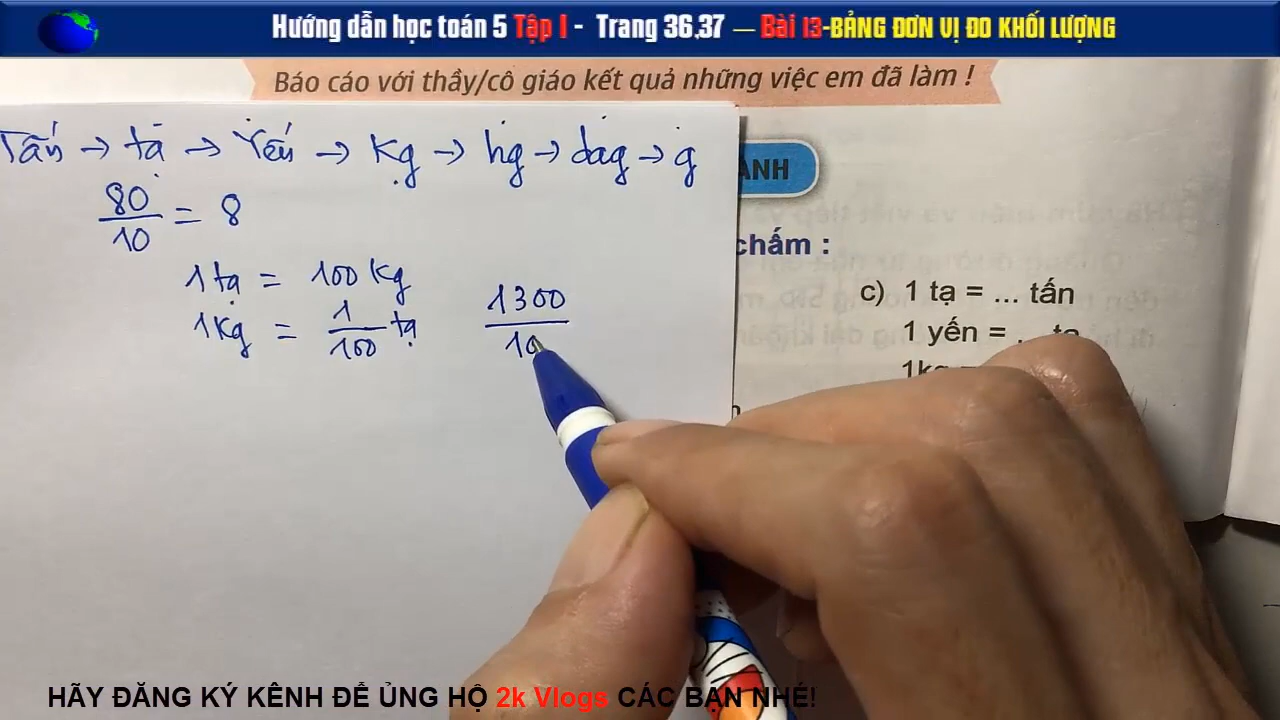 Hướng dẫn học toán 5 Tập 1 - Trang 36,37 – Bài 13-BẢNG ĐƠN VỊ ĐO KHỐI LƯỢNG
Báo cáo với thầy/cô giáo kết quả những việc em đã làm !
Tấn → tạ → Yến → Kg → hg → dag → g
ANH
80/10 = 8
chấm :
1 tạ = 100 Kg
c) 1 tạ = ... tấn
1Kg = 1/100 tạ
1300/10
1 yến = ... tạ
1kg =
HÃY ĐĂNG KÝ KÊNH ĐỂ ỦNG HỘ 2k Vlogs CÁC BẠN NHÉ!